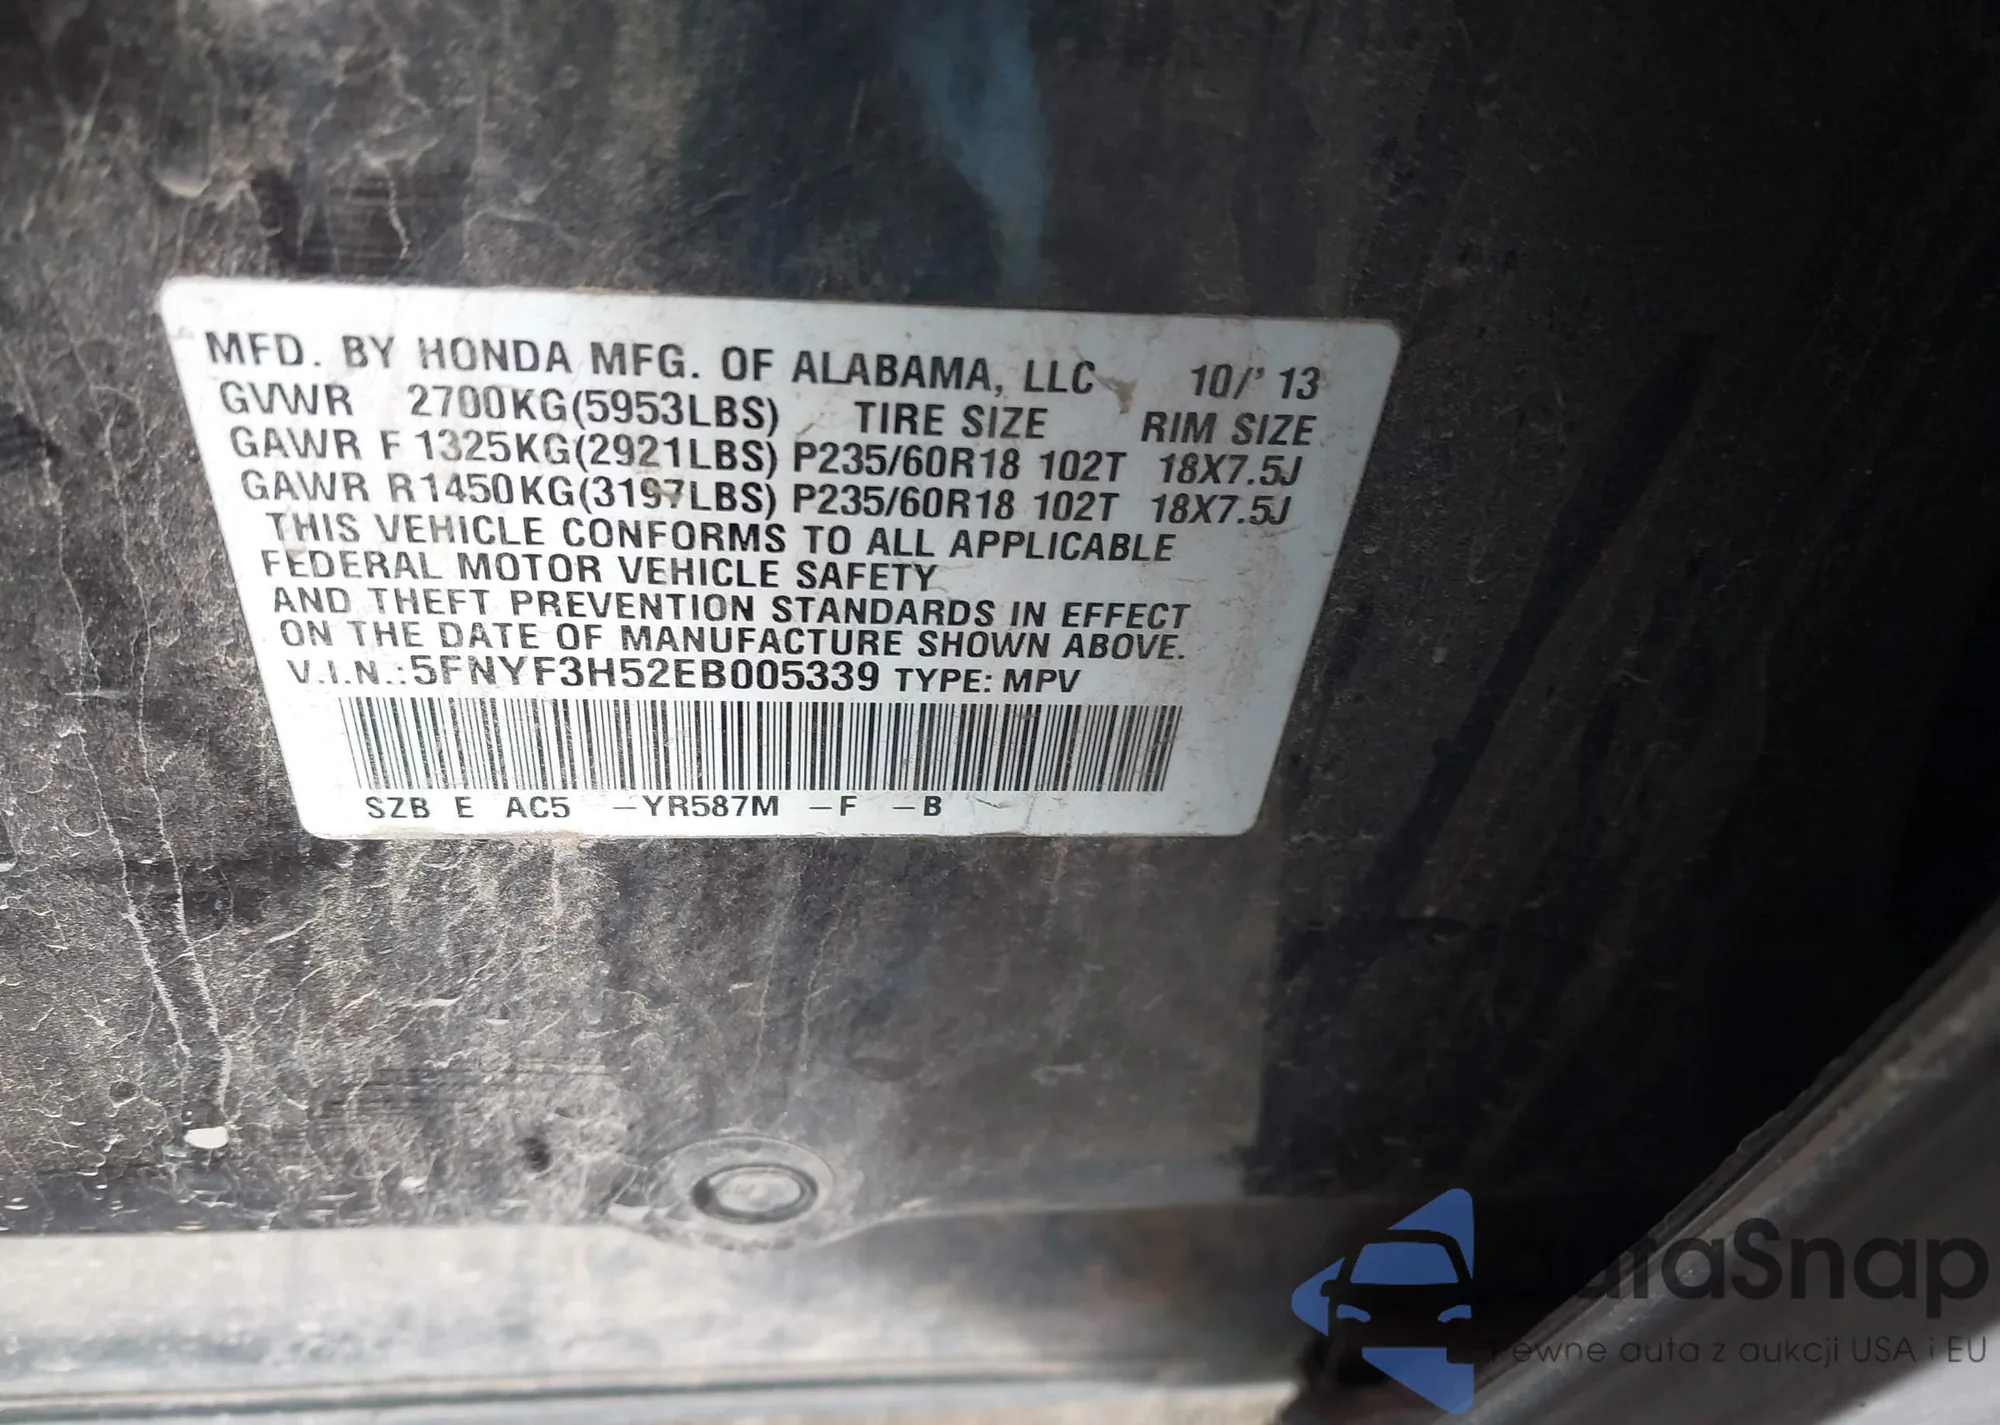 MFD. BY HONDA MFG. OF ALABAMA, LLC 10/'13
GVWR 2700KG(5953LBS) TIRE SIZE RIM SIZE
GAWR F 1325KG(2921LBS) P235/60R18 102T 18X7.5J
GAWR R1450KG(3197LBS) P235/60R18 102T 18X7.5J
THIS VEHICLE CONFORMS TO ALL APPLICABLE
FEDERAL MOTOR VEHICLE SAFETY
AND THEFT PREVENTION STANDARDS IN EFFECT
ON THE DATE OF MANUFACTURE SHOWN ABOVE.
V.I.N.:5FNYF3H52EB005339 TYPE: MPV
SZB E AC5 -YR587M -F -B
auraSnap
Pewne auta z aukcji USA i EU